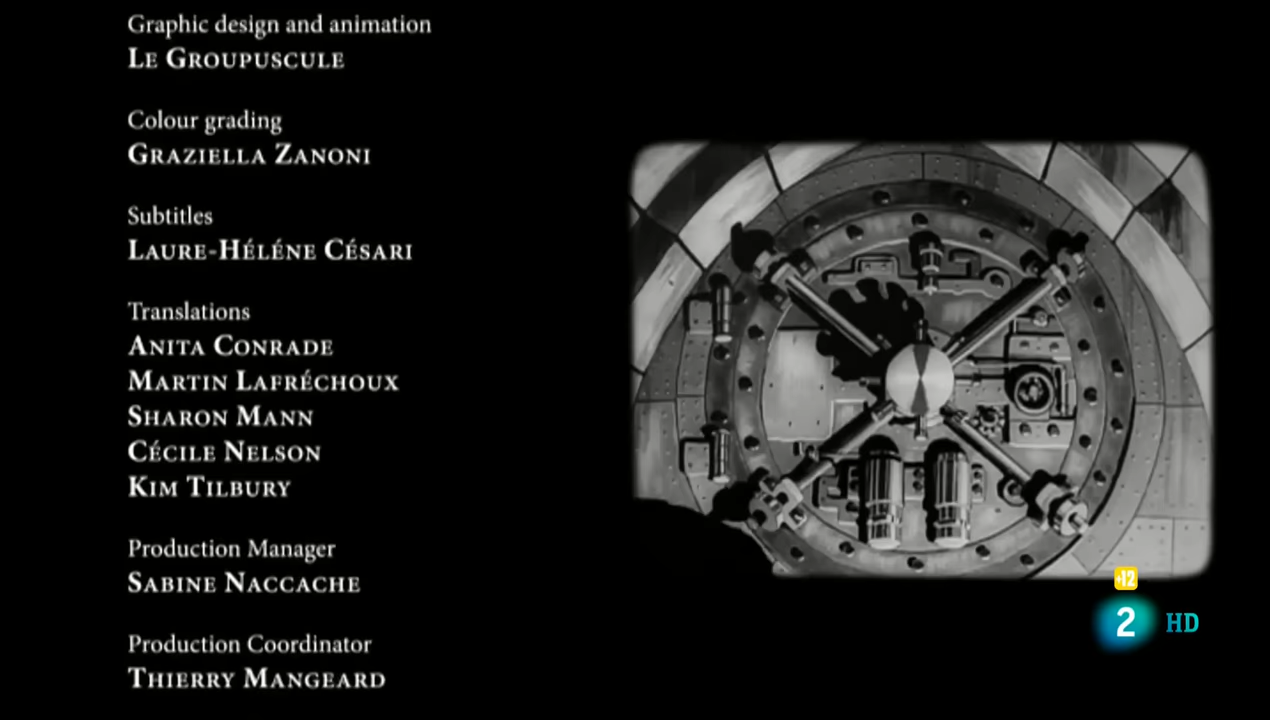 Graphic design and animation
LE GROUPUSCULE
Colour grading
GRAZIELLA ZANONI
Subtitles
LAURE-HÉLÉNE CÉSARI
Translations
ANITA CONRADE
MARTIN LAFRÉCHOUX
SHARON MANN
CÉCILE NELSON
KIM TILBURY
Production Manager
SABINE NACCACHE
Production Coordinator
THIERRY MANGEARD
+12
2 HD